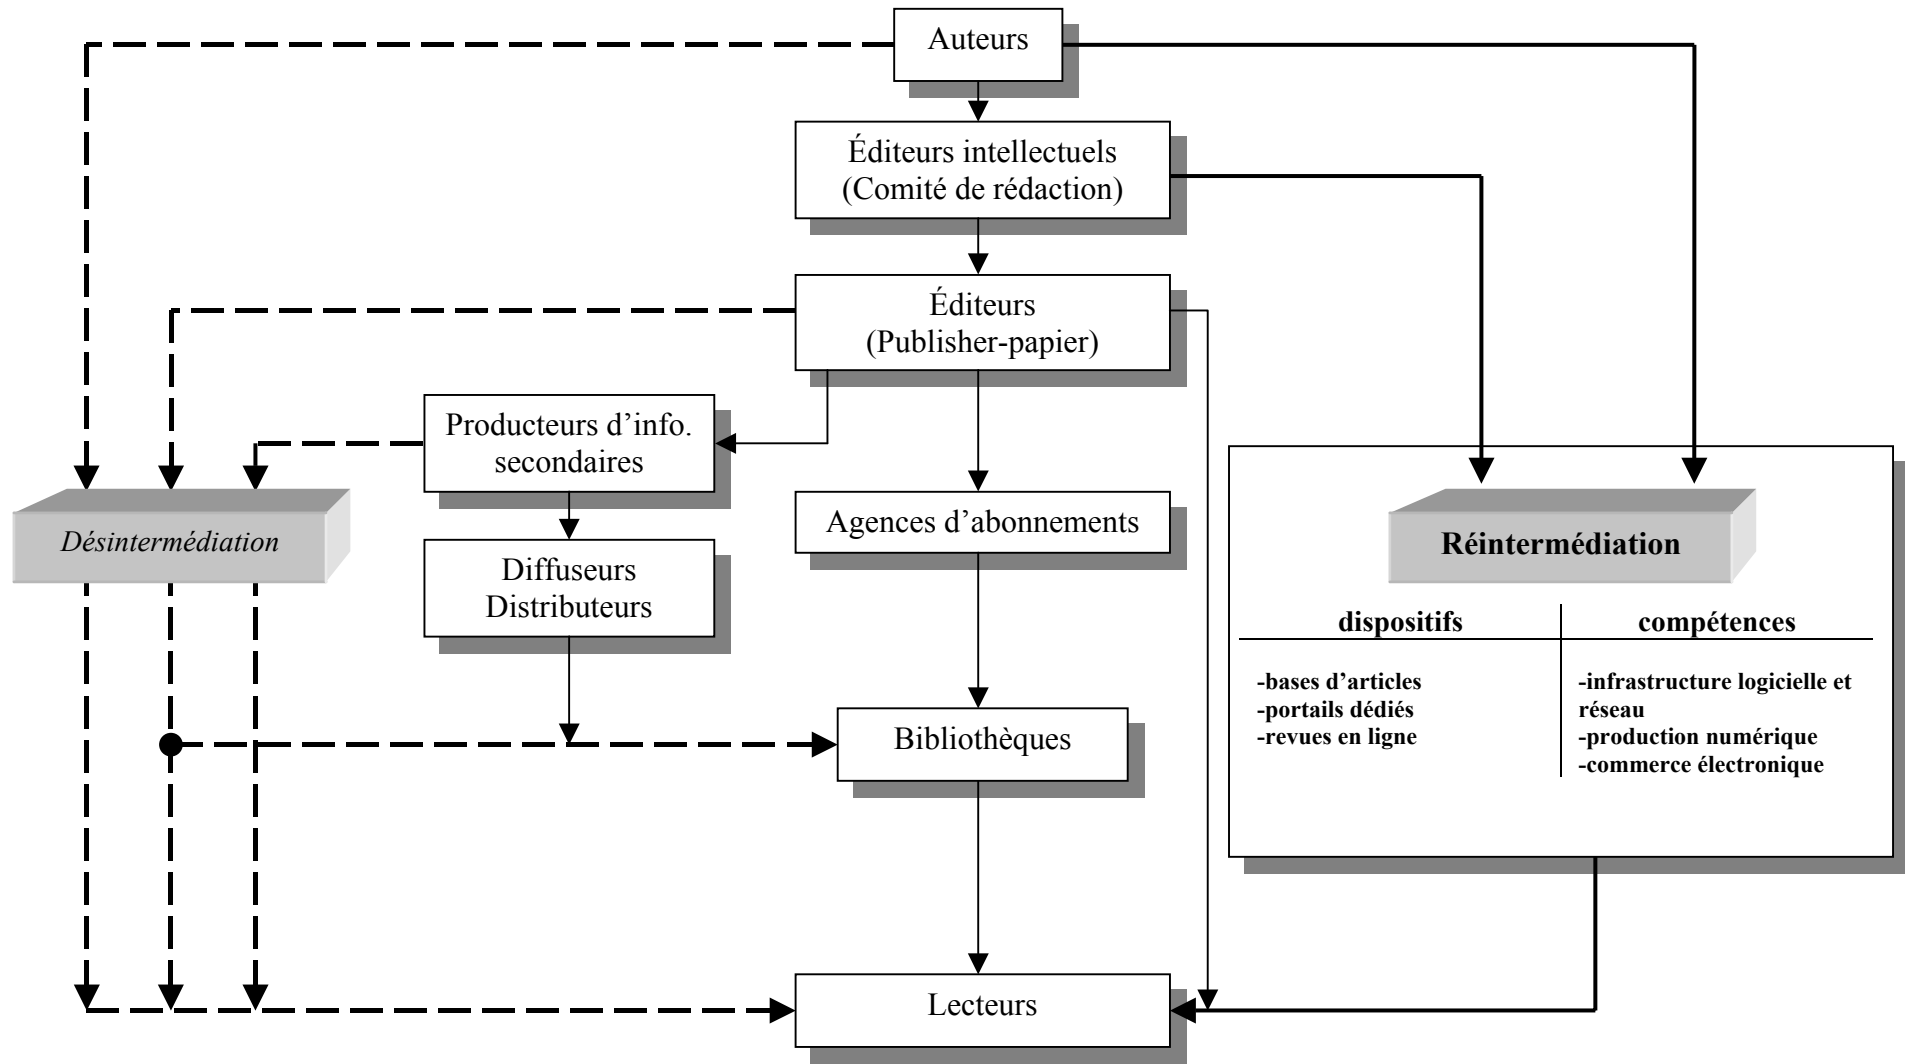 Auteurs
Éditeurs intellectuels
(Comité de rédaction)
Éditeurs
(Publisher-papier)
Producteurs d’info.
secondaires
Agences d’abonnements
Désintermédiation
Diffuseurs
Distributeurs
Bibliothèques
Lecteurs
Réintermédiation
dispositifs
-bases d’articles
-portails dédiés
-revues en ligne
compétences
-infrastructure logicielle et
réseau
-production numérique
-commerce électronique